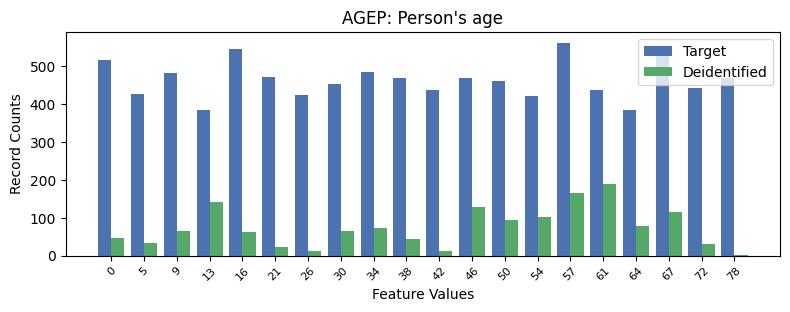 AGEP: Person's age
Target
Deidentified
Record Counts
500
400
300
200
100
0
0 5 9 13 16 21 26 30 34 38 42 46 50 54 57 61 64 67 72 78
Feature Values